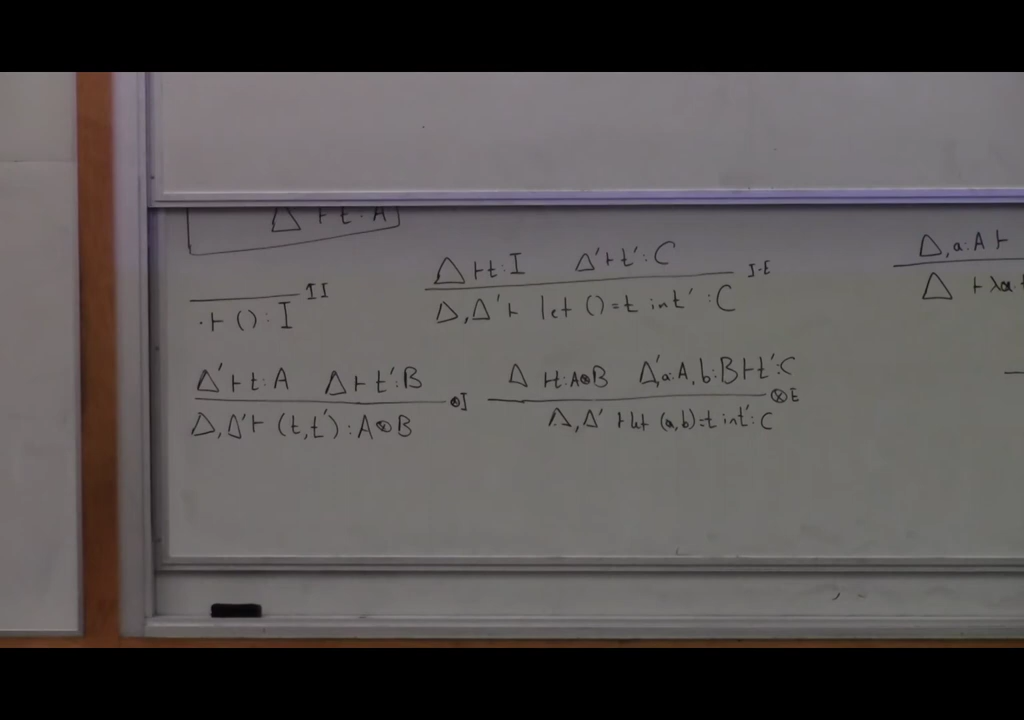 Δ ⊢ t : A
Δ ⊢ t : I    Δ' ⊢ t' : C
I-E
Δ, Δ' ⊢ let () = t in t' : C
II
· ⊢ () : I
Δ, a : A ⊢
Δ ⊢ λa.
Δ' ⊢ t : A    Δ ⊢ t' : B
⊗I
Δ, Δ' ⊢ (t, t') : A ⊗ B
Δ ⊢ t : A⊗B    Δ', a : A, b : B ⊢ t' : C
⊗E
Δ, Δ' ⊢ let (a, b) = t in t' : C